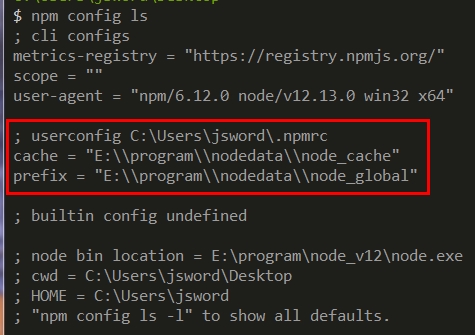 $ npm config ls
; cli configs
metrics-registry = "https://registry.npmjs.org/"
scope = ""
user-agent = "npm/6.12.0 node/v12.13.0 win32 x64"
; userconfig C:\Users\jsword\.npmrc
cache = "E:\\program\\nodedata\\node_cache"
prefix = "E:\\program\\nodedata\\node_global"
; builtin config undefined
; node bin location = E:\program\node_v12\node.exe
; cwd = C:\Users\jsword\Desktop
; HOME = C:\Users\jsword
; "npm config ls -l" to show all defaults.